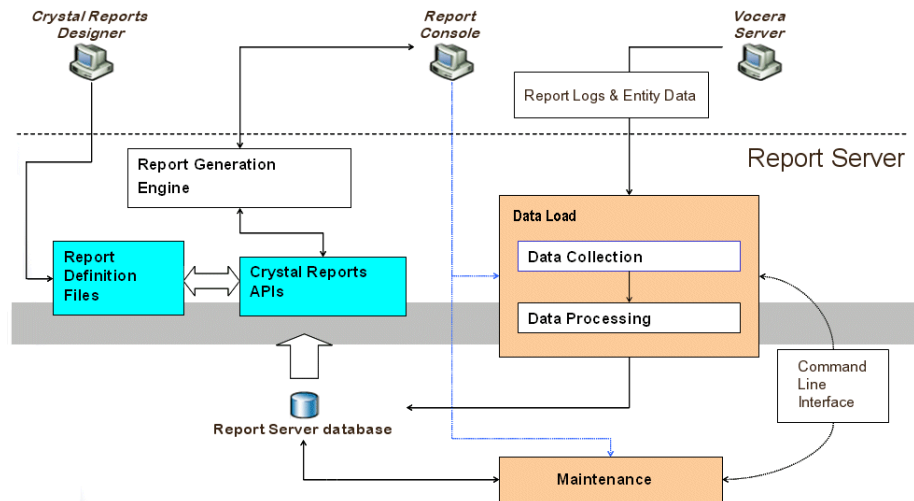 Crystal Reports
Designer
Report
Console
Vocera
Server
Report Logs & Entity Data
Report Server
Report Generation
Engine
Data Load
Report
Definition
Files
Crystal Reports
APIs
Data Collection
Data Processing
Command
Line
Interface
Report Server database
Maintenance